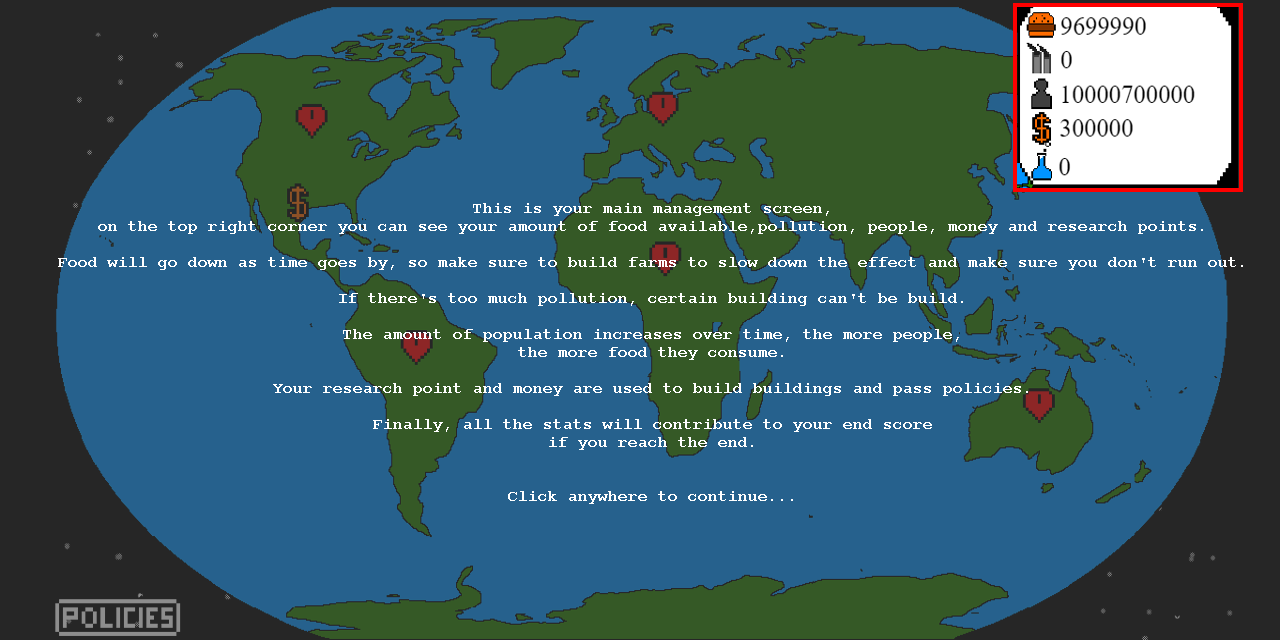 9699990
0
10000700000
300000
0
This is your main management screen,
on the top right corner you can see your amount of food available,pollution, people, money and research points.
Food will go down as time goes by, so make sure to build farms to slow down the effect and make sure you don't run out.
If there's too much pollution, certain building can't be build.
The amount of population increases over time, the more people,
the more food they consume.
Your research point and money are used to build buildings and pass policies.
Finally, all the stats will contribute to your end score
if you reach the end.
Click anywhere to continue...
POLICIES